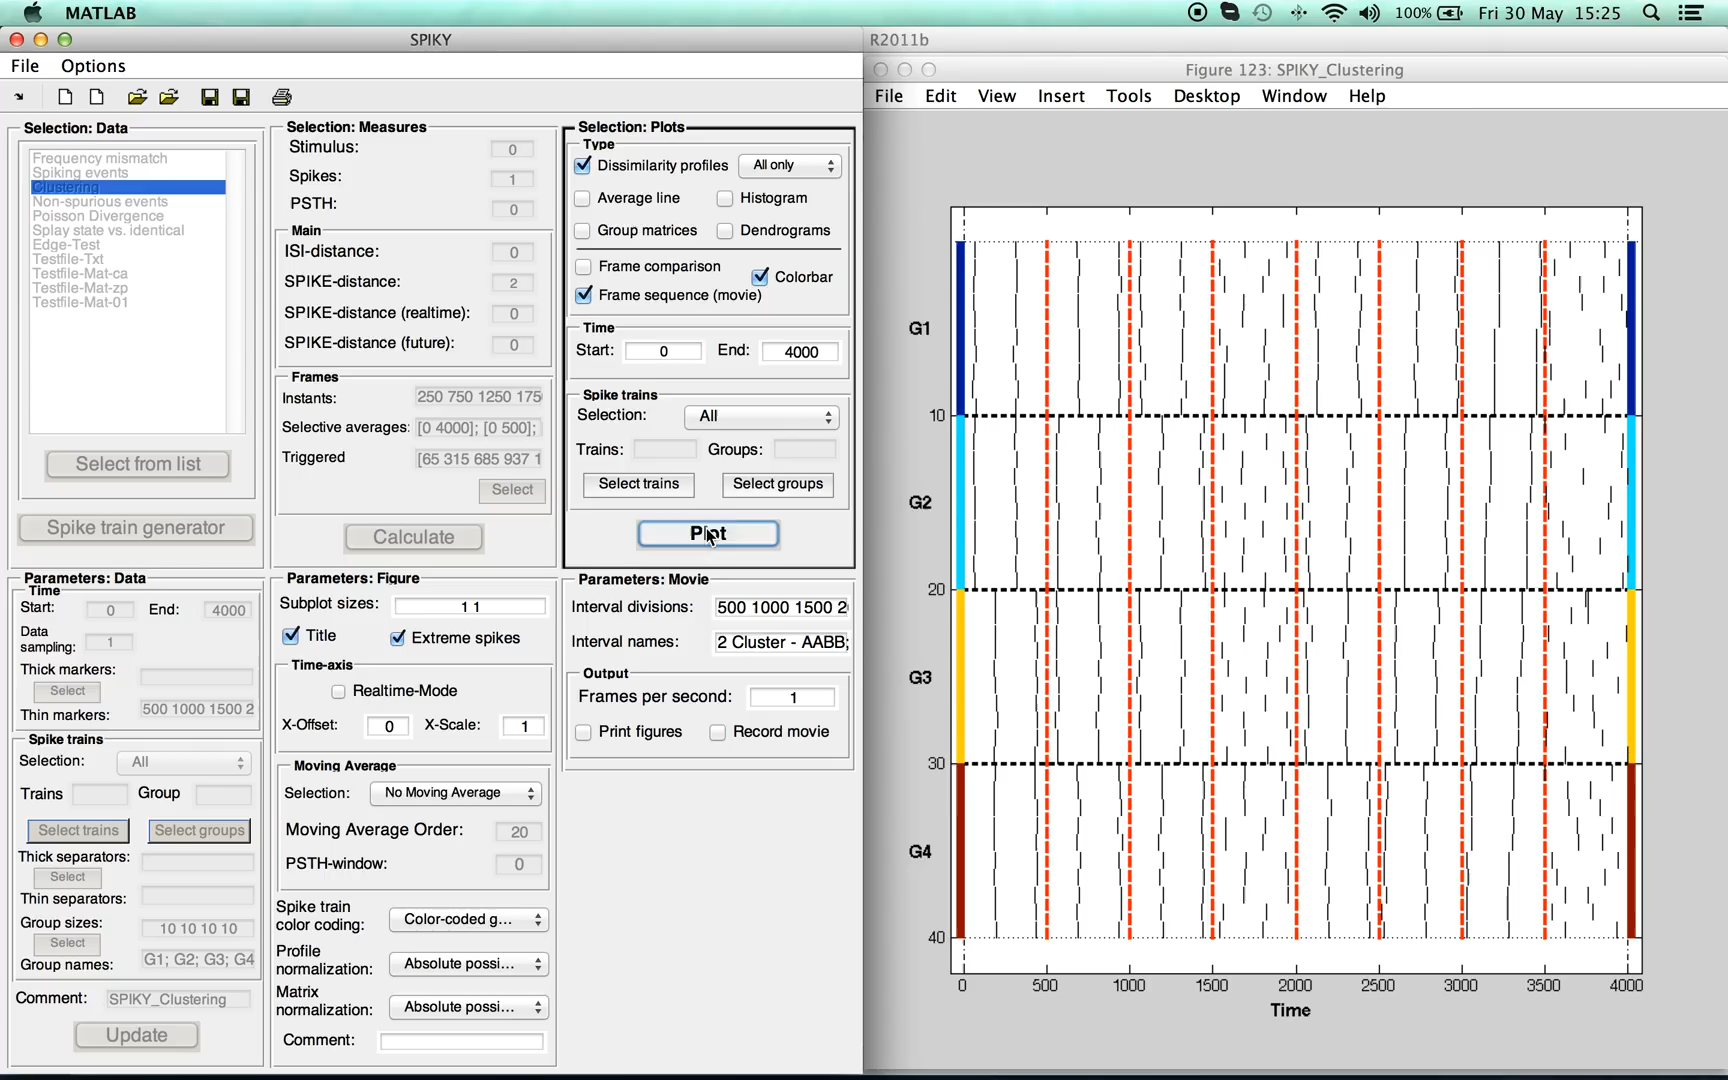 MATLAB
100%
Fri 30 May 15:25
SPIKY
R2011b
File Options
Selection: Data
Frequency mismatch
Spiking events
Clustering
Non-spurious events
Poisson Divergence
Splay state vs. identical
Edge-Test
Testfile-Txt
Testfile-Mat-ca
Testfile-Mat-zp
Testfile-Mat-01
Select from list
Spike train generator
Selection: Measures
Stimulus: 0
Spikes: 1
PSTH: 0
Main
ISI-distance: 0
SPIKE-distance: 2
SPIKE-distance (realtime): 0
SPIKE-distance (future): 0
Frames
Instants: 250 750 1250 175
Selective averages: [0 4000]; [0 500];
Triggered [65 315 685 937 1
Select
Calculate
Selection: Plots
Type
Dissimilarity profiles All only
Average line Histogram
Group matrices Dendrograms
Frame comparison Colorbar
Frame sequence (movie)
Time
Start: 0 End: 4000
Spike trains
Selection: All
Trains: Groups:
Select trains Select groups
Plot
Parameters: Data
Time
Start: 0 End: 4000
Data
sampling: 1
Thick markers:
Select
Thin markers: 500 1000 1500 2
Spike trains
Selection: All
Trains Group
Select trains Select groups
Thick separators:
Select
Thin separators:
Group sizes: 10 10 10 10
Select
Group names: G1; G2; G3; G4
Comment: SPIKY_Clustering
Update
Parameters: Figure
Subplot sizes: 1 1
Title Extreme spikes
Time-axis
Realtime-Mode
X-Offset: 0 X-Scale: 1
Moving Average
Selection: No Moving Average
Moving Average Order: 20
PSTH-window: 0
Spike train
color coding: Color-coded g...
Profile
normalization: Absolute possi...
Matrix
normalization: Absolute possi...
Comment:
Parameters: Movie
Interval divisions: 500 1000 1500 2
Interval names: 2 Cluster - AABB;
Output
Frames per second: 1
Print figures Record movie
Figure 123: SPIKY_Clustering
File Edit View Insert Tools Desktop Window Help
G1
10
G2
20
G3
30
G4
40
0 500 1000 1500 2000 2500 3000 3500 4000
Time